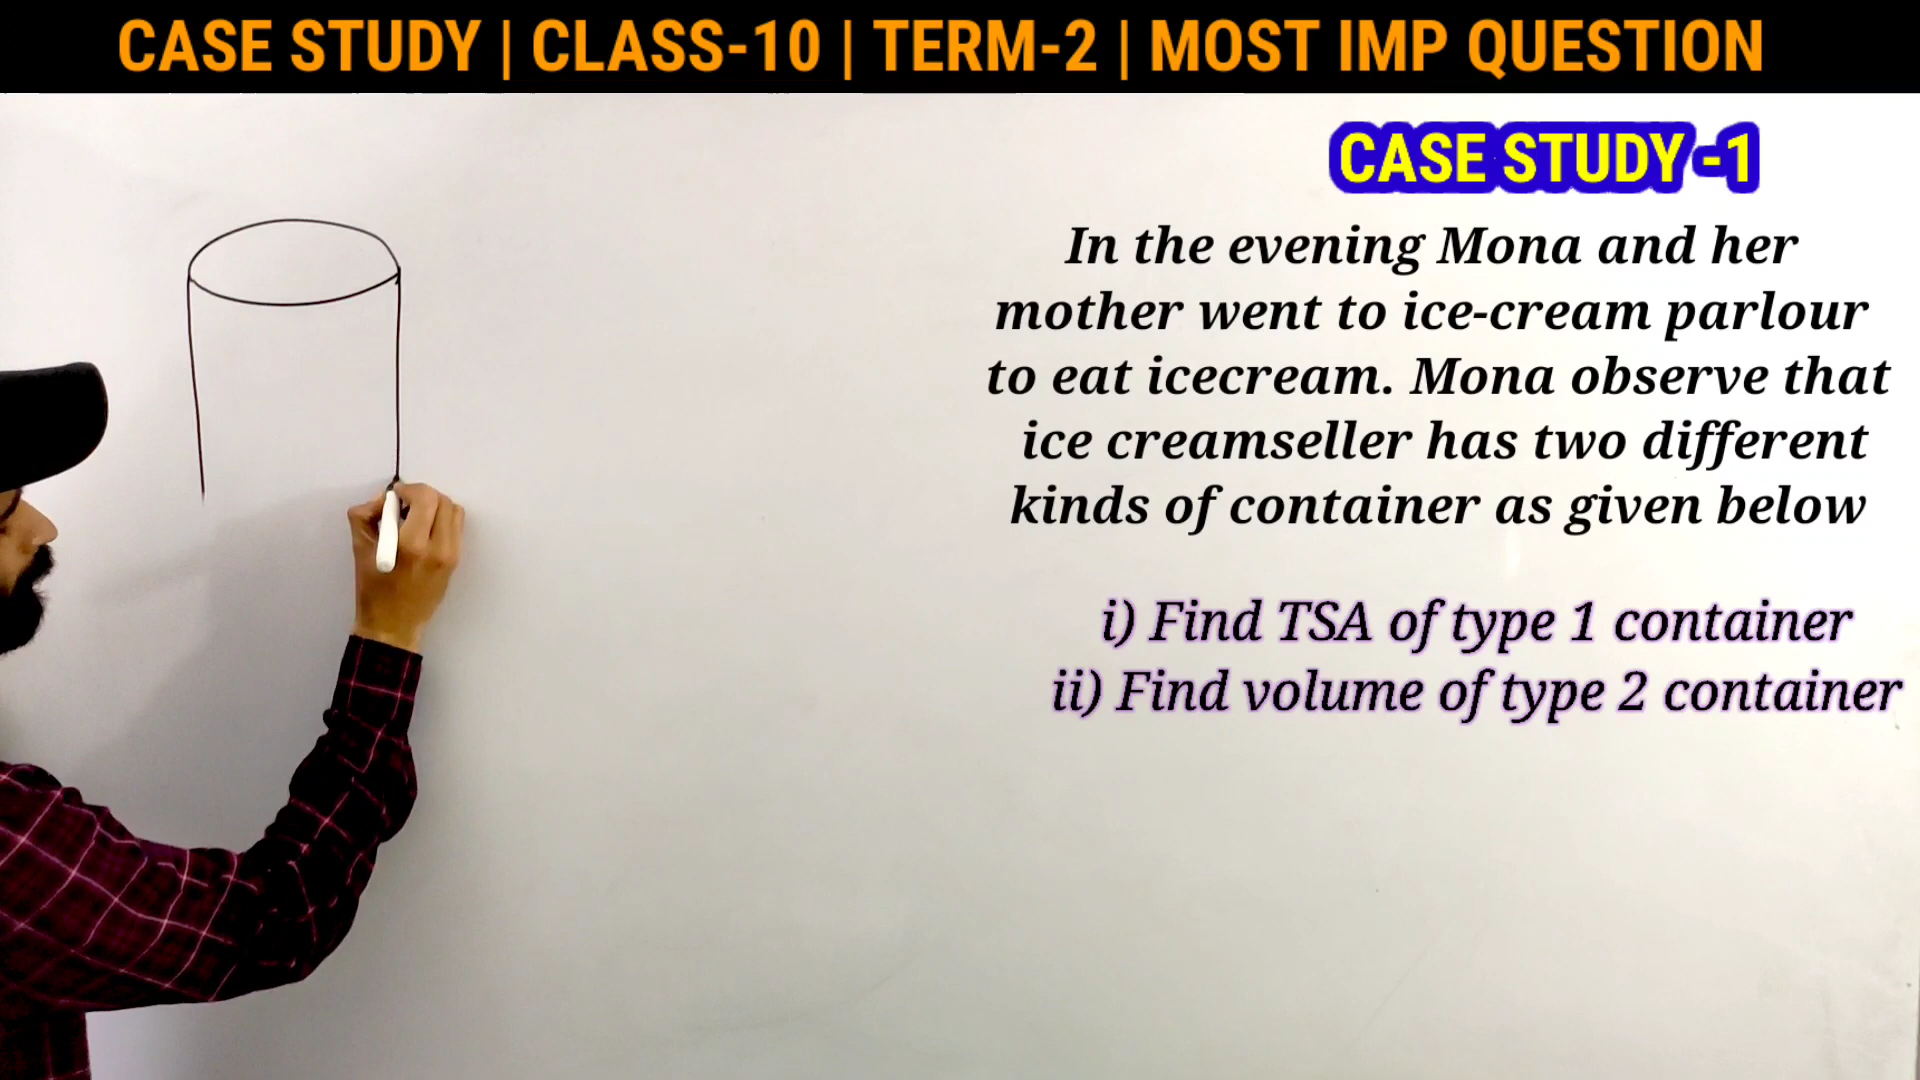 CASE STUDY | CLASS-10 | TERM-2 | MOST IMP QUESTION
CASE STUDY -1
In the evening Mona and her
mother went to ice-cream parlour
to eat icecream. Mona observe that
ice creamseller has two different
kinds of container as given below
i) Find TSA of type 1 container
ii) Find volume of type 2 container